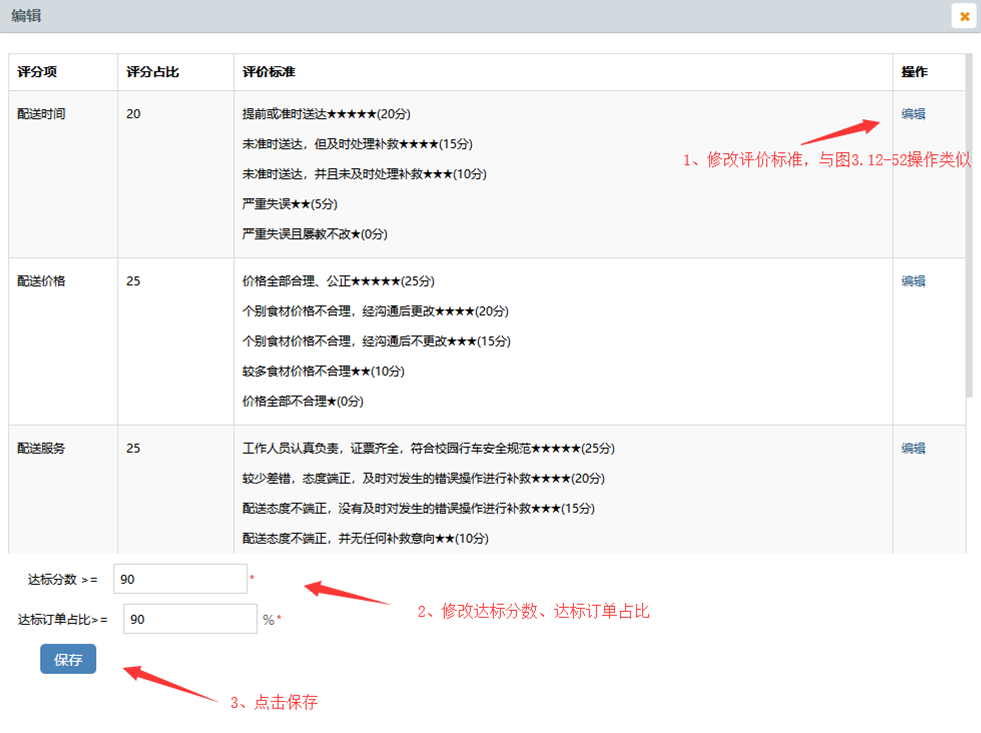 编辑
评分项 评分占比 评价标准 操作
配送时间 20 提前或准时送达★★★★★(20分) 编辑
未准时送达，但及时处理补救★★★★(15分)
1、修改评价标准，与图3.12-52操作类似
未准时送达，并且未及时处理补救★★★(10分)
严重失误★★(5分)
严重失误且屡教不改★(0分)
配送价格 25 价格全部合理、公正★★★★★(25分) 编辑
个别食材价格不合理，经沟通后更改★★★★(20分)
个别食材价格不合理，经沟通后不更改★★★(15分)
较多食材价格不合理★★(10分)
价格全部不合理★(0分)
配送服务 25 工作人员认真负责，证票齐全，符合校园行车安全规范★★★★★(25分) 编辑
较少差错，态度端正，及时对发生的错误操作进行补救★★★★(20分)
配送态度不端正，没有及时对发生的错误操作进行补救★★★(15分)
配送态度不端正，并无任何补救意向★★(10分)
达标分数 >= 90 *
2、修改达标分数、达标订单占比
达标订单占比>= 90 %*
保存
3、点击保存